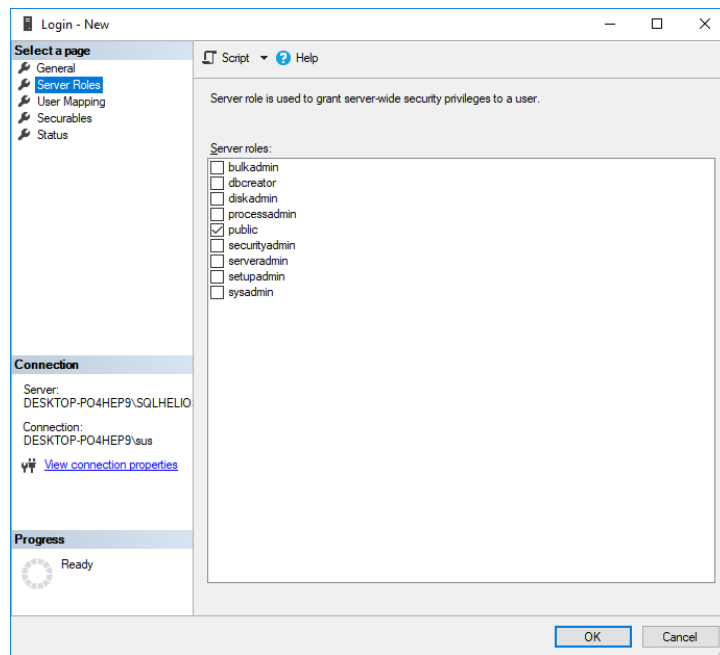 Login - New
Select a page
General
Server Roles
User Mapping
Securables
Status
Script
Help
Server role is used to grant server-wide security privileges to a user.
Server roles:
bulkadmin
dbcreator
diskadmin
processadmin
public
securityadmin
serveradmin
setupadmin
sysadmin
Connection
Server:
DESKTOP-PO4HEP9\SQLHELIO
Connection:
DESKTOP-PO4HEP9\sus
View connection properties
Progress
Ready
OK
Cancel